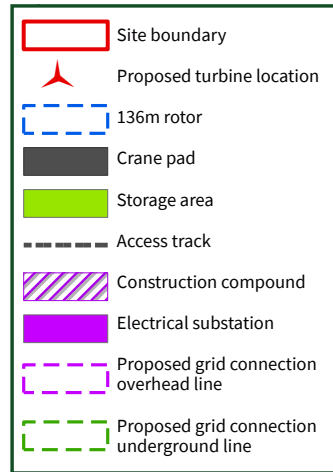 Site boundary
Proposed turbine location
136m rotor
Crane pad
Storage area
Access track
Construction compound
Electrical substation
Proposed grid connection
overhead line
Proposed grid connection
underground line